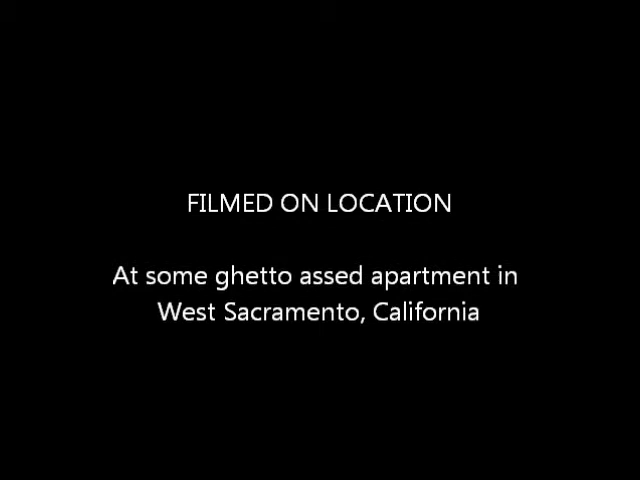 FILMED ON LOCATION
At some ghetto assed apartment in
West Sacramento, California